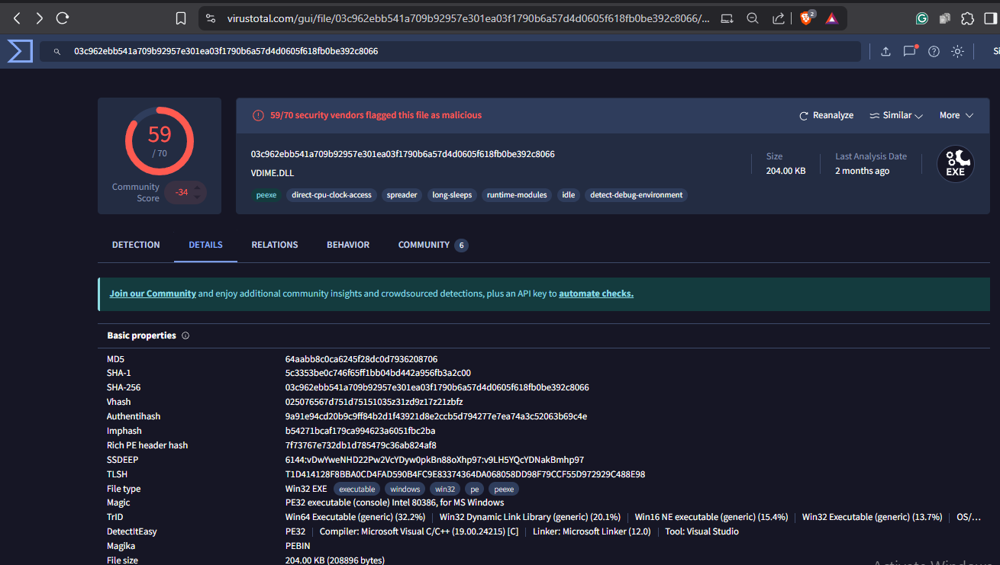 virustotal.com/gui/file/03c962ebb541a709b92957e301ea03f1790b6a57d4d0605f618fb0be392c8066/...
2
03c962ebb541a709b92957e301ea03f1790b6a57d4d0605f618fb0be392c8066
Si
59
/ 70
Community Score
-34
59/70 security vendors flagged this file as malicious
Reanalyze Similar More
03c962ebb541a709b92957e301ea03f1790b6a57d4d0605f618fb0be392c8066
VDIME.DLL
Size
204.00 KB
Last Analysis Date
2 months ago
EXE
peexe direct-cpu-clock-access spreader long-sleeps runtime-modules idle detect-debug-environment
DETECTION DETAILS RELATIONS BEHAVIOR COMMUNITY 6
Join our Community and enjoy additional community insights and crowdsourced detections, plus an API key to automate checks.
Basic properties
MD5 64aabb8c0ca6245f28dc0d7936208706
SHA-1 5c3353be0c746f65ff1bb04bd442a956fb3a2c00
SHA-256 03c962ebb541a709b92957e301ea03f1790b6a57d4d0605f618fb0be392c8066
Vhash 025076567d751d75151035z31zd9z17z21zbfz
Authentihash 9a91e94cd20b9c9ff84b2d1f43921d8e2ccb5d794277e7ea74a3c52063b69c4e
Imphash b54271bcaf179ca994623a6051fbc2ba
Rich PE header hash 7f73767e732db1d785479c36ab824af8
SSDEEP 6144:vDwYweNHD22Pw2VcYDyw0pkBn88oXhp97:v9LH5YQcYDNakBmhp97
TLSH T1D414128F8BBA0CD4FAD590B4FC9E83374364DA068058DD98F79CCF55D972929C488E98
File type Win32 EXE executable windows win32 pe peexe
Magic PE32 executable (console) Intel 80386, for MS Windows
TrID Win64 Executable (generic) (32.2%) Win32 Dynamic Link Library (generic) (20.1%) Win16 NE executable (generic) (15.4%) Win32 Executable (generic) (13.7%) OS/...
DetectItEasy PE32 Compiler: Microsoft Visual C/C++ (19.00.24215) [C] Linker: Microsoft Linker (12.0) Tool: Visual Studio
Magika PEBIN
File size 204.00 KB (208896 bytes)
Activate Windows